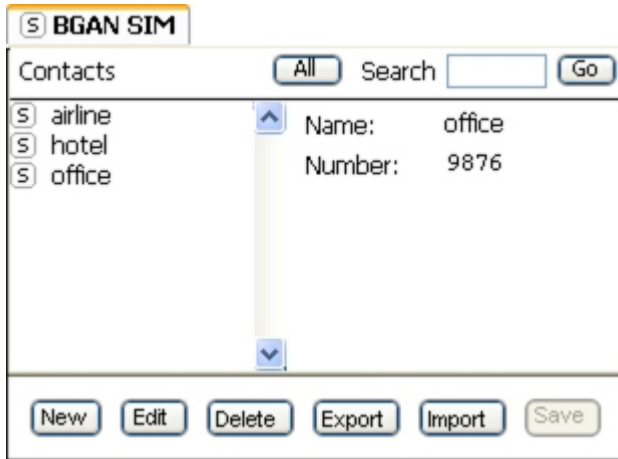 S BGAN SIM
Contacts All Search Go
S airline
S hotel
S office
Name: office
Number: 9876
New Edit Delete Export Import Save